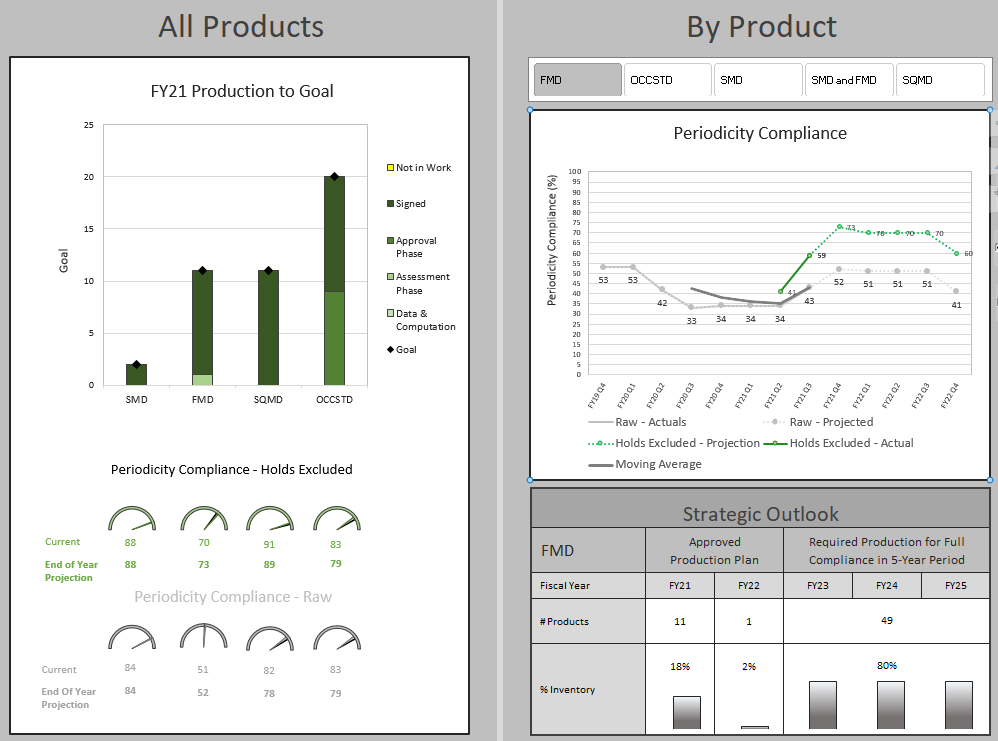 All Products
FY21 Production to Goal
25
20
15
10
5
0
Goal
SMD FMD SQMD OCCSTD
Not in Work
Signed
Approval
Phase
Assessment
Phase
Data &
Computation
Goal
Periodicity Compliance - Holds Excluded
Current 88 70 91 83
End of Year
Projection 88 73 89 79
Periodicity Compliance - Raw
Current 84 51 82 83
End Of Year
Projection 84 52 78 79
By Product
FMD OCCSTD SMD SMD and FMD SQMD
Periodicity Compliance
Periodicity Compliance (%)
100
95
90
85
80
75
70
65
60
55
50
45
40
35
30
25
20
15
10
5
0
73 70 70 70 60
59
41
53 53 42 33 34 34 34 43 52 51 51 51 41
FY19 Q4 FY20 Q1 FY20 Q2 FY20 Q3 FY20 Q4 FY21 Q1 FY21 Q2 FY21 Q3 FY21 Q4 FY22 Q1 FY22 Q2 FY22 Q3 FY22 Q4
Raw - Actuals Raw - Projected
Holds Excluded - Projection Holds Excluded - Actual
Moving Average
Strategic Outlook
FMD
Approved
Production Plan
Required Production for Full
Compliance in 5-Year Period
Fiscal Year FY21 FY22 FY23 FY24 FY25
# Products 11 1 49
% Inventory 18% 2% 80%